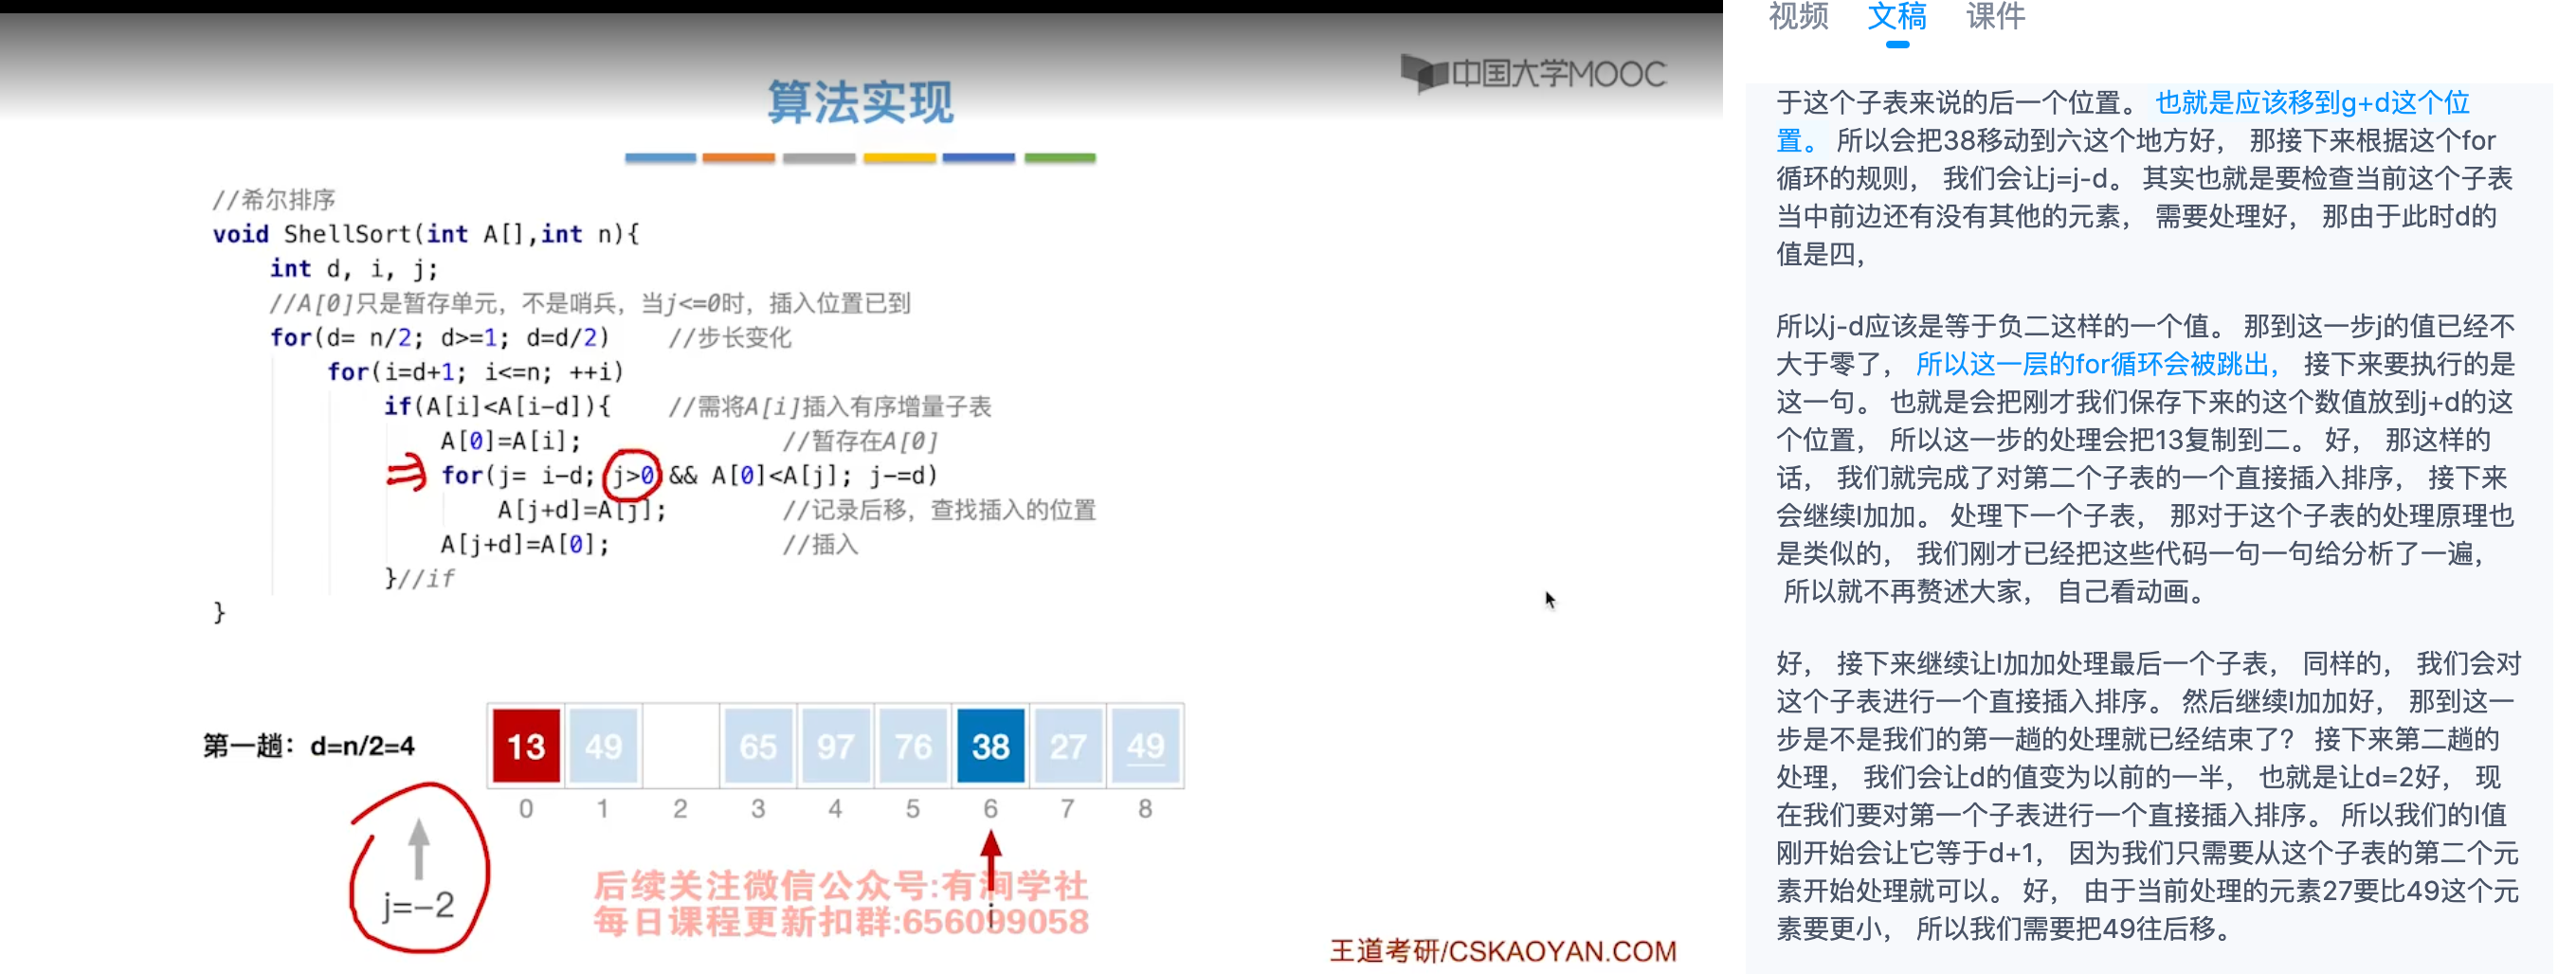 中国大学MOOC
算法实现
//希尔排序
void ShellSort(int A[],int n){
int d, i, j;
//A[0]只是暂存单元，不是哨兵，当j<=0时，插入位置已到
for(d= n/2; d>=1; d=d/2) //步长变化
for(i=d+1; i<=n; ++i)
if(A[i]<A[i-d]){ //需将A[i]插入有序增量子表
A[0]=A[i]; //暂存在A[0]
for(j= i-d; j>0 && A[0]<A[j]; j-=d)
A[j+d]=A[j]; //记录后移，查找插入的位置
A[j+d]=A[0]; //插入
}//if
}
第一趟：d=n/2=4
13 49 65 97 76 38 27 49
0 1 2 3 4 5 6 7 8
j=-2
i
后续关注微信公众号:有涧学社
每日课程更新扣群:656099058
王道考研/CSKAOYAN.COM
视频 文稿 课件
于这个子表来说的后一个位置。 也就是应该移到g+d这个位
置。 所以会把38移动到六这个地方好， 那接下来根据这个for
循环的规则， 我们会让j=j-d。 其实也就是要检查当前这个子表
当中前边还有没有其他的元素， 需要处理好， 那由于此时d的
值是四，
所以j-d应该是等于负二这样的一个值。 那到这一步j的值已经不
大于零了， 所以这一层的for循环会被跳出， 接下来要执行的是
这一句。 也就是会把刚才我们保存下来的这个数值放到j+d的这
个位置， 所以这一步的处理会把13复制到二。 好， 那这样的
话， 我们就完成了对第二个子表的一个直接插入排序， 接下来
会继续I加加。 处理下一个子表， 那对于这个子表的处理原理也
是类似的， 我们刚才已经把这些代码一句一句给分析了一遍，
所以就不再赘述大家， 自己看动画。
好， 接下来继续让I加加处理最后一个子表， 同样的， 我们会对
这个子表进行一个直接插入排序。 然后继续I加加好， 那到这一
步是不是我们的第一趟的处理就已经结束了？ 接下来第二趟的
处理， 我们会让d的值变为以前的一半， 也就是让d=2好， 现
在我们要对第一个子表进行一个直接插入排序。 所以我们的I值
刚开始会让它等于d+1， 因为我们只需要从这个子表的第二个元
素开始处理就可以。 好， 由于当前处理的元素27要比49这个元
素要更小， 所以我们需要把49往后移。